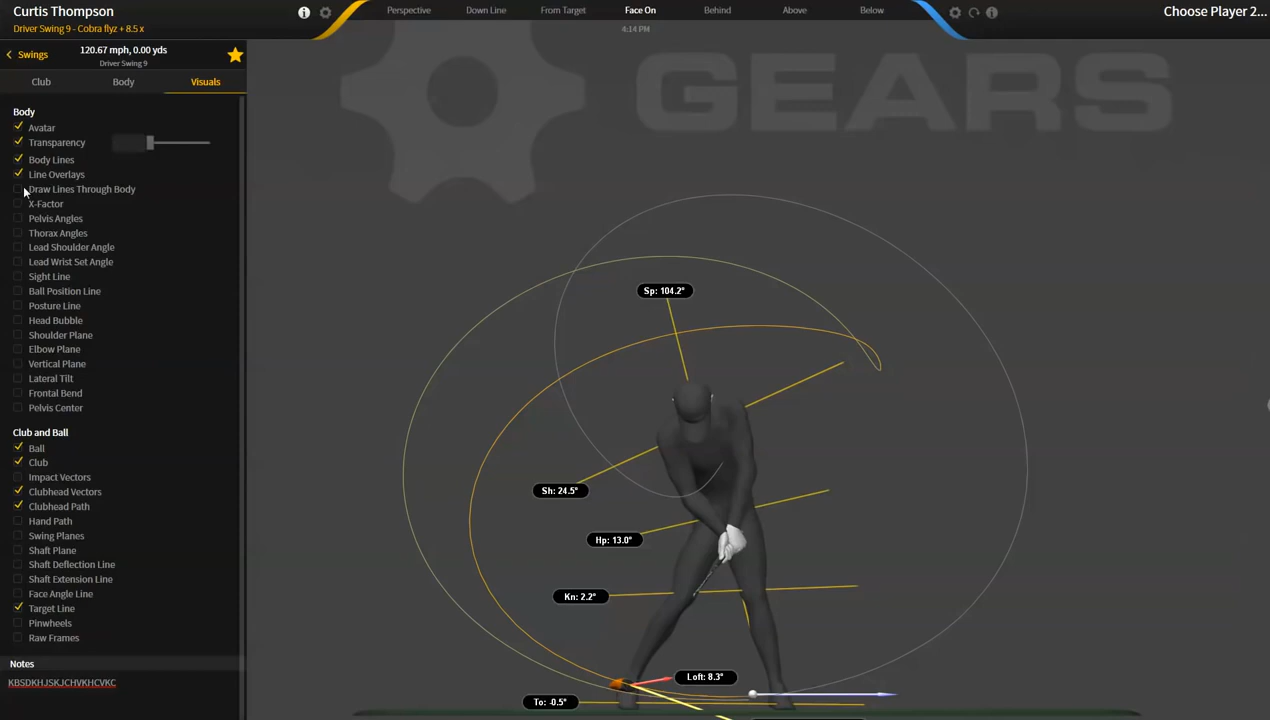 Curtis Thompson
Driver Swing 9 - Cobra flyz + 8.5 x
Perspective
Down Line
From Target
Face On
Behind
Above
Below
Choose Player 2...
4:14 PM
Swings
120.67 mph, 0.00 yds
Driver Swing 9
Club
Body
Visuals
GEARS
Body
Avatar
Transparency
Body Lines
Line Overlays
Draw Lines Through Body
X-Factor
Pelvis Angles
Thorax Angles
Lead Shoulder Angle
Lead Wrist Set Angle
Sight Line
Ball Position Line
Posture Line
Head Bubble
Shoulder Plane
Elbow Plane
Vertical Plane
Lateral Tilt
Frontal Bend
Pelvis Center
Club and Ball
Ball
Club
Impact Vectors
Clubhead Vectors
Clubhead Path
Hand Path
Swing Planes
Shaft Plane
Shaft Deflection Line
Shaft Extension Line
Face Angle Line
Target Line
Pinwheels
Raw Frames
Notes
KBSDKHJSKJCHVKHCVKC
Sp: 104.2°
Sh: 24.5°
Hp: 13.0°
Kn: 2.2°
Loft: 8.3°
To: -0.5°